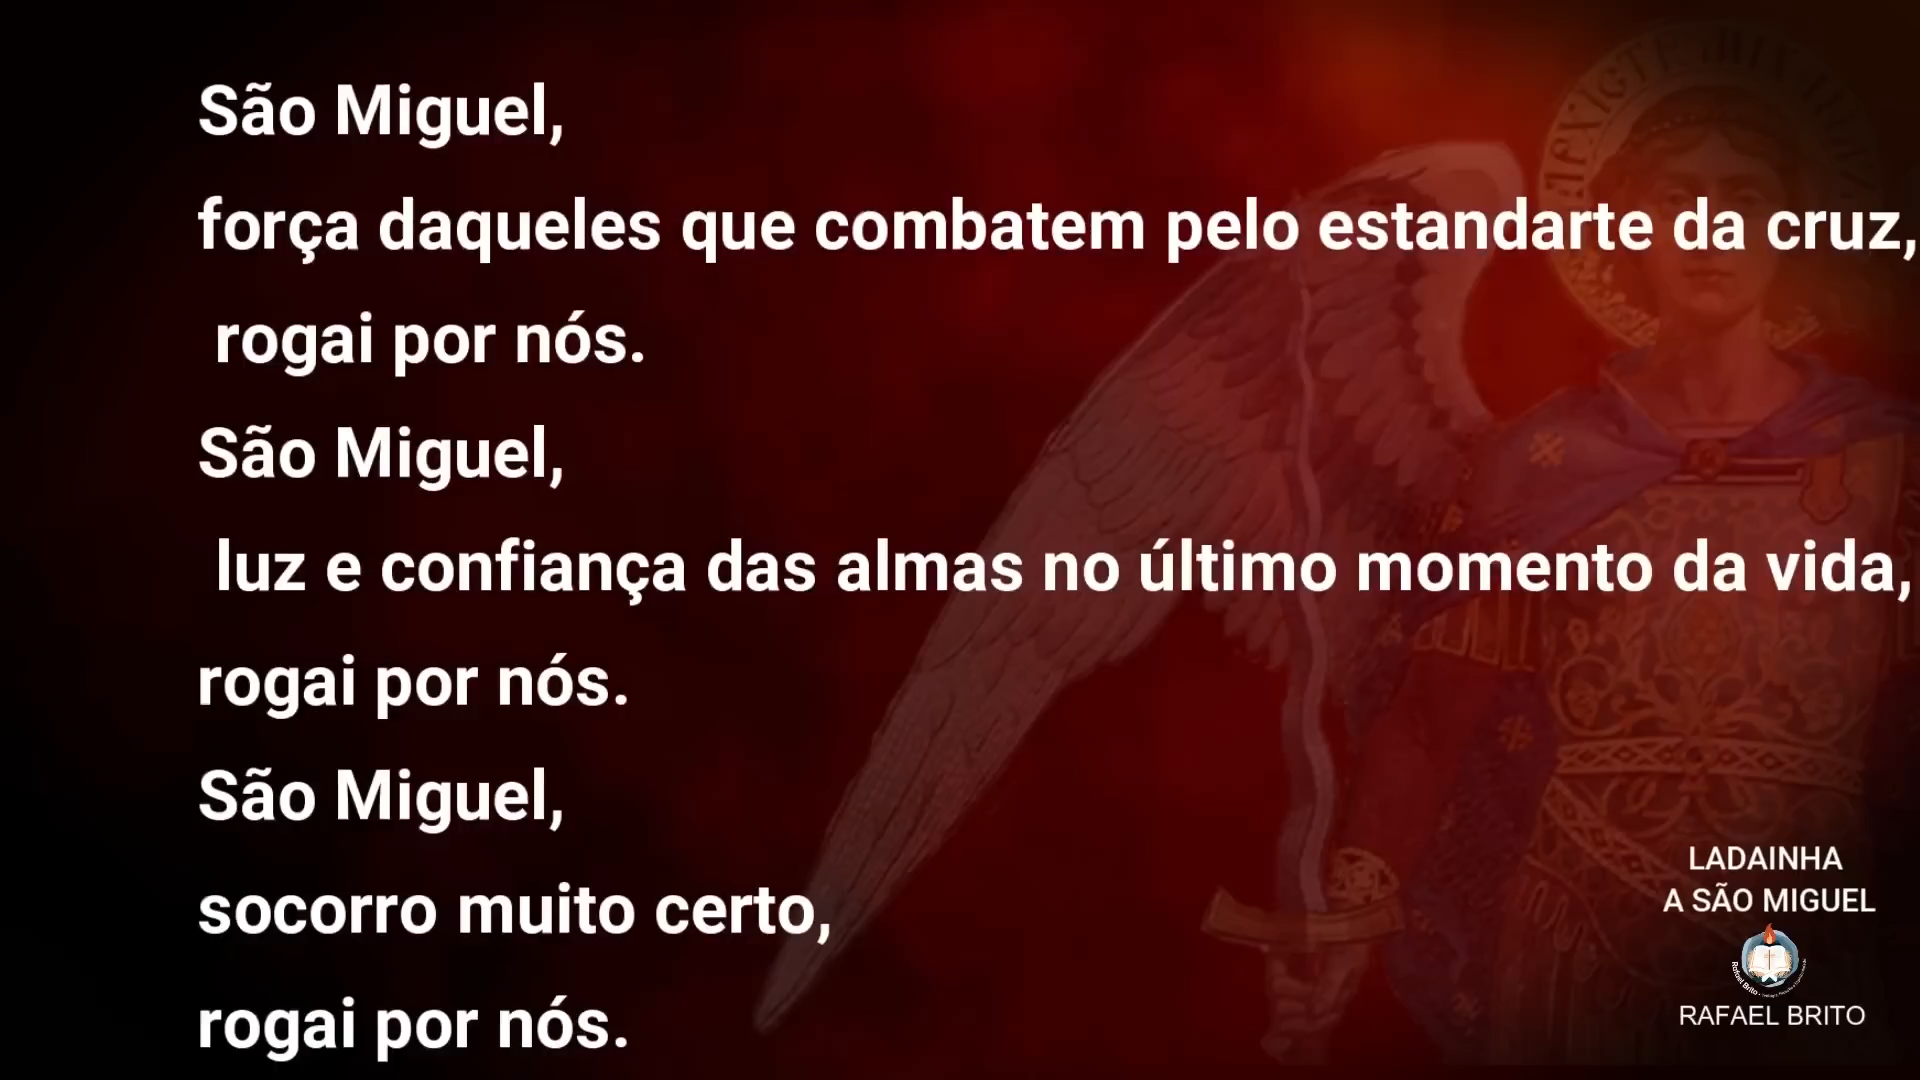 São Miguel,
força daqueles que combatem pelo estandarte da cruz,
rogai por nós.
São Miguel,
luz e confiança das almas no último momento da vida,
rogai por nós.
São Miguel,
socorro muito certo,
rogai por nós.
LADAINHA
A SÃO MIGUEL
Rafael Brito
RAFAEL BRITO